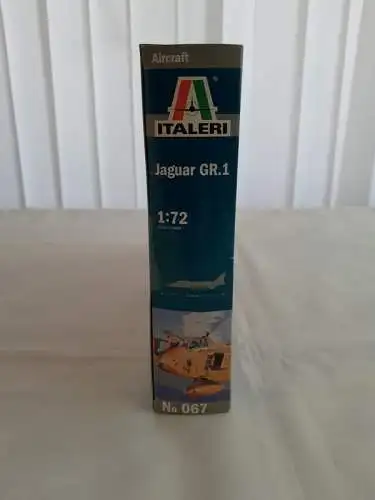 Aircraft
ITALERI
Jaguar GR.1
1:72
No 067